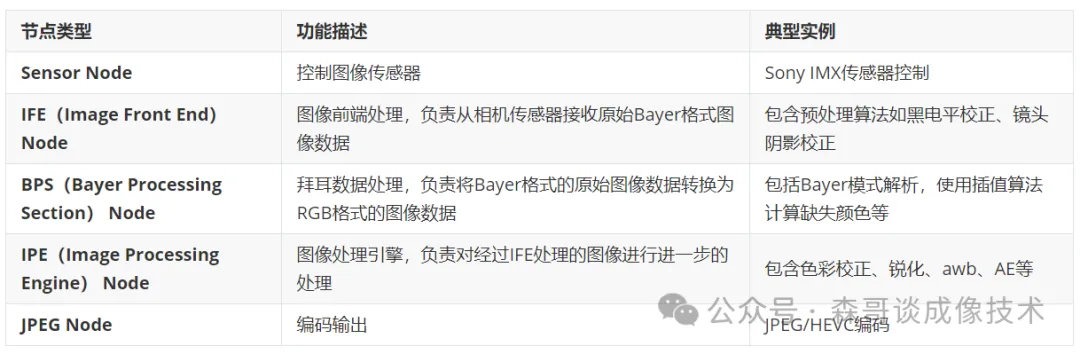 节点类型 功能描述 典型实例
Sensor Node 控制图像传感器 Sony IMX传感器控制
IFE（Image Front End）
Node
图像前端处理，负责从相机传感器接收原始Bayer格式图
像数据
包含预处理算法如黑电平校正、镜头
阴影校正
BPS（Bayer Processing
Section） Node
拜耳数据处理，负责将Bayer格式的原始图像数据转换为
RGB格式的图像数据
包括Bayer模式解析，使用插值算法
计算缺失颜色等
IPE（Image Processing
Engine） Node
图像处理引擎，负责对经过IFE处理的图像进行进一步的
处理
包含色彩校正、锐化、awb、AE等
JPEG Node 编码输出 JPEG/HEVC编码
公众号 · 森哥谈成像技术